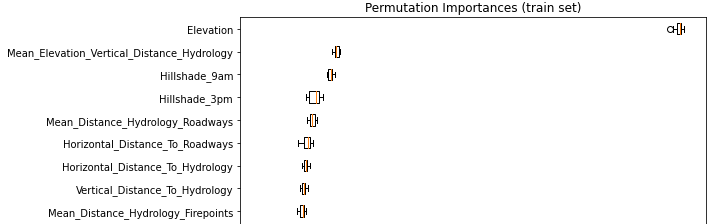 Permutation Importances (train set)
Elevation
Mean_Elevation_Vertical_Distance_Hydrology
Hillshade_9am
Hillshade_3pm
Mean_Distance_Hydrology_Roadways
Horizontal_Distance_To_Roadways
Horizontal_Distance_To_Hydrology
Vertical_Distance_To_Hydrology
Mean_Distance_Hydrology_Firepoints